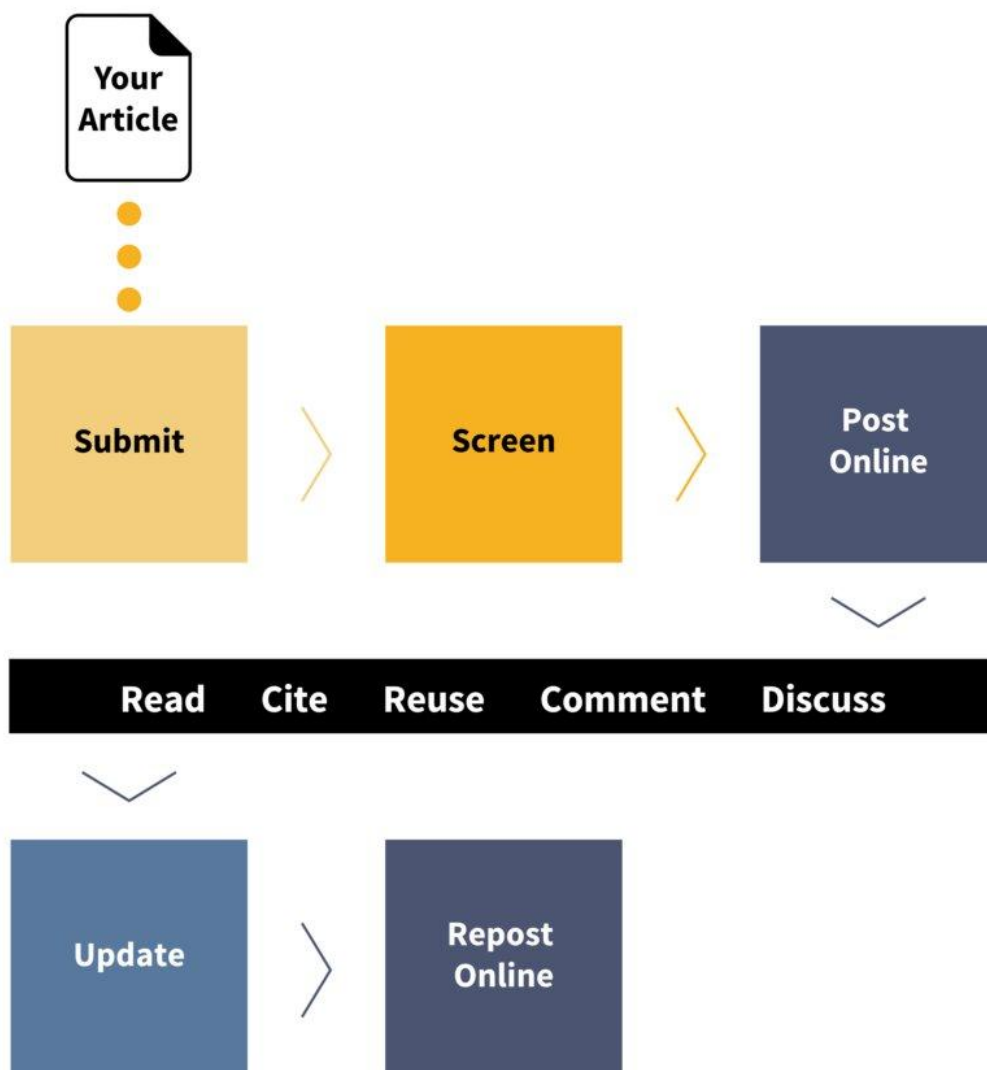 Your
Article
Submit
Screen
Post
Online
Read Cite Reuse Comment Discuss
Update
Repost
Online